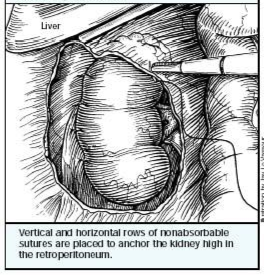 Liver
Vertical and horizontal rows of nonabsorbable
sutures are placed to anchor the kidney high in
the retroperitoneum.